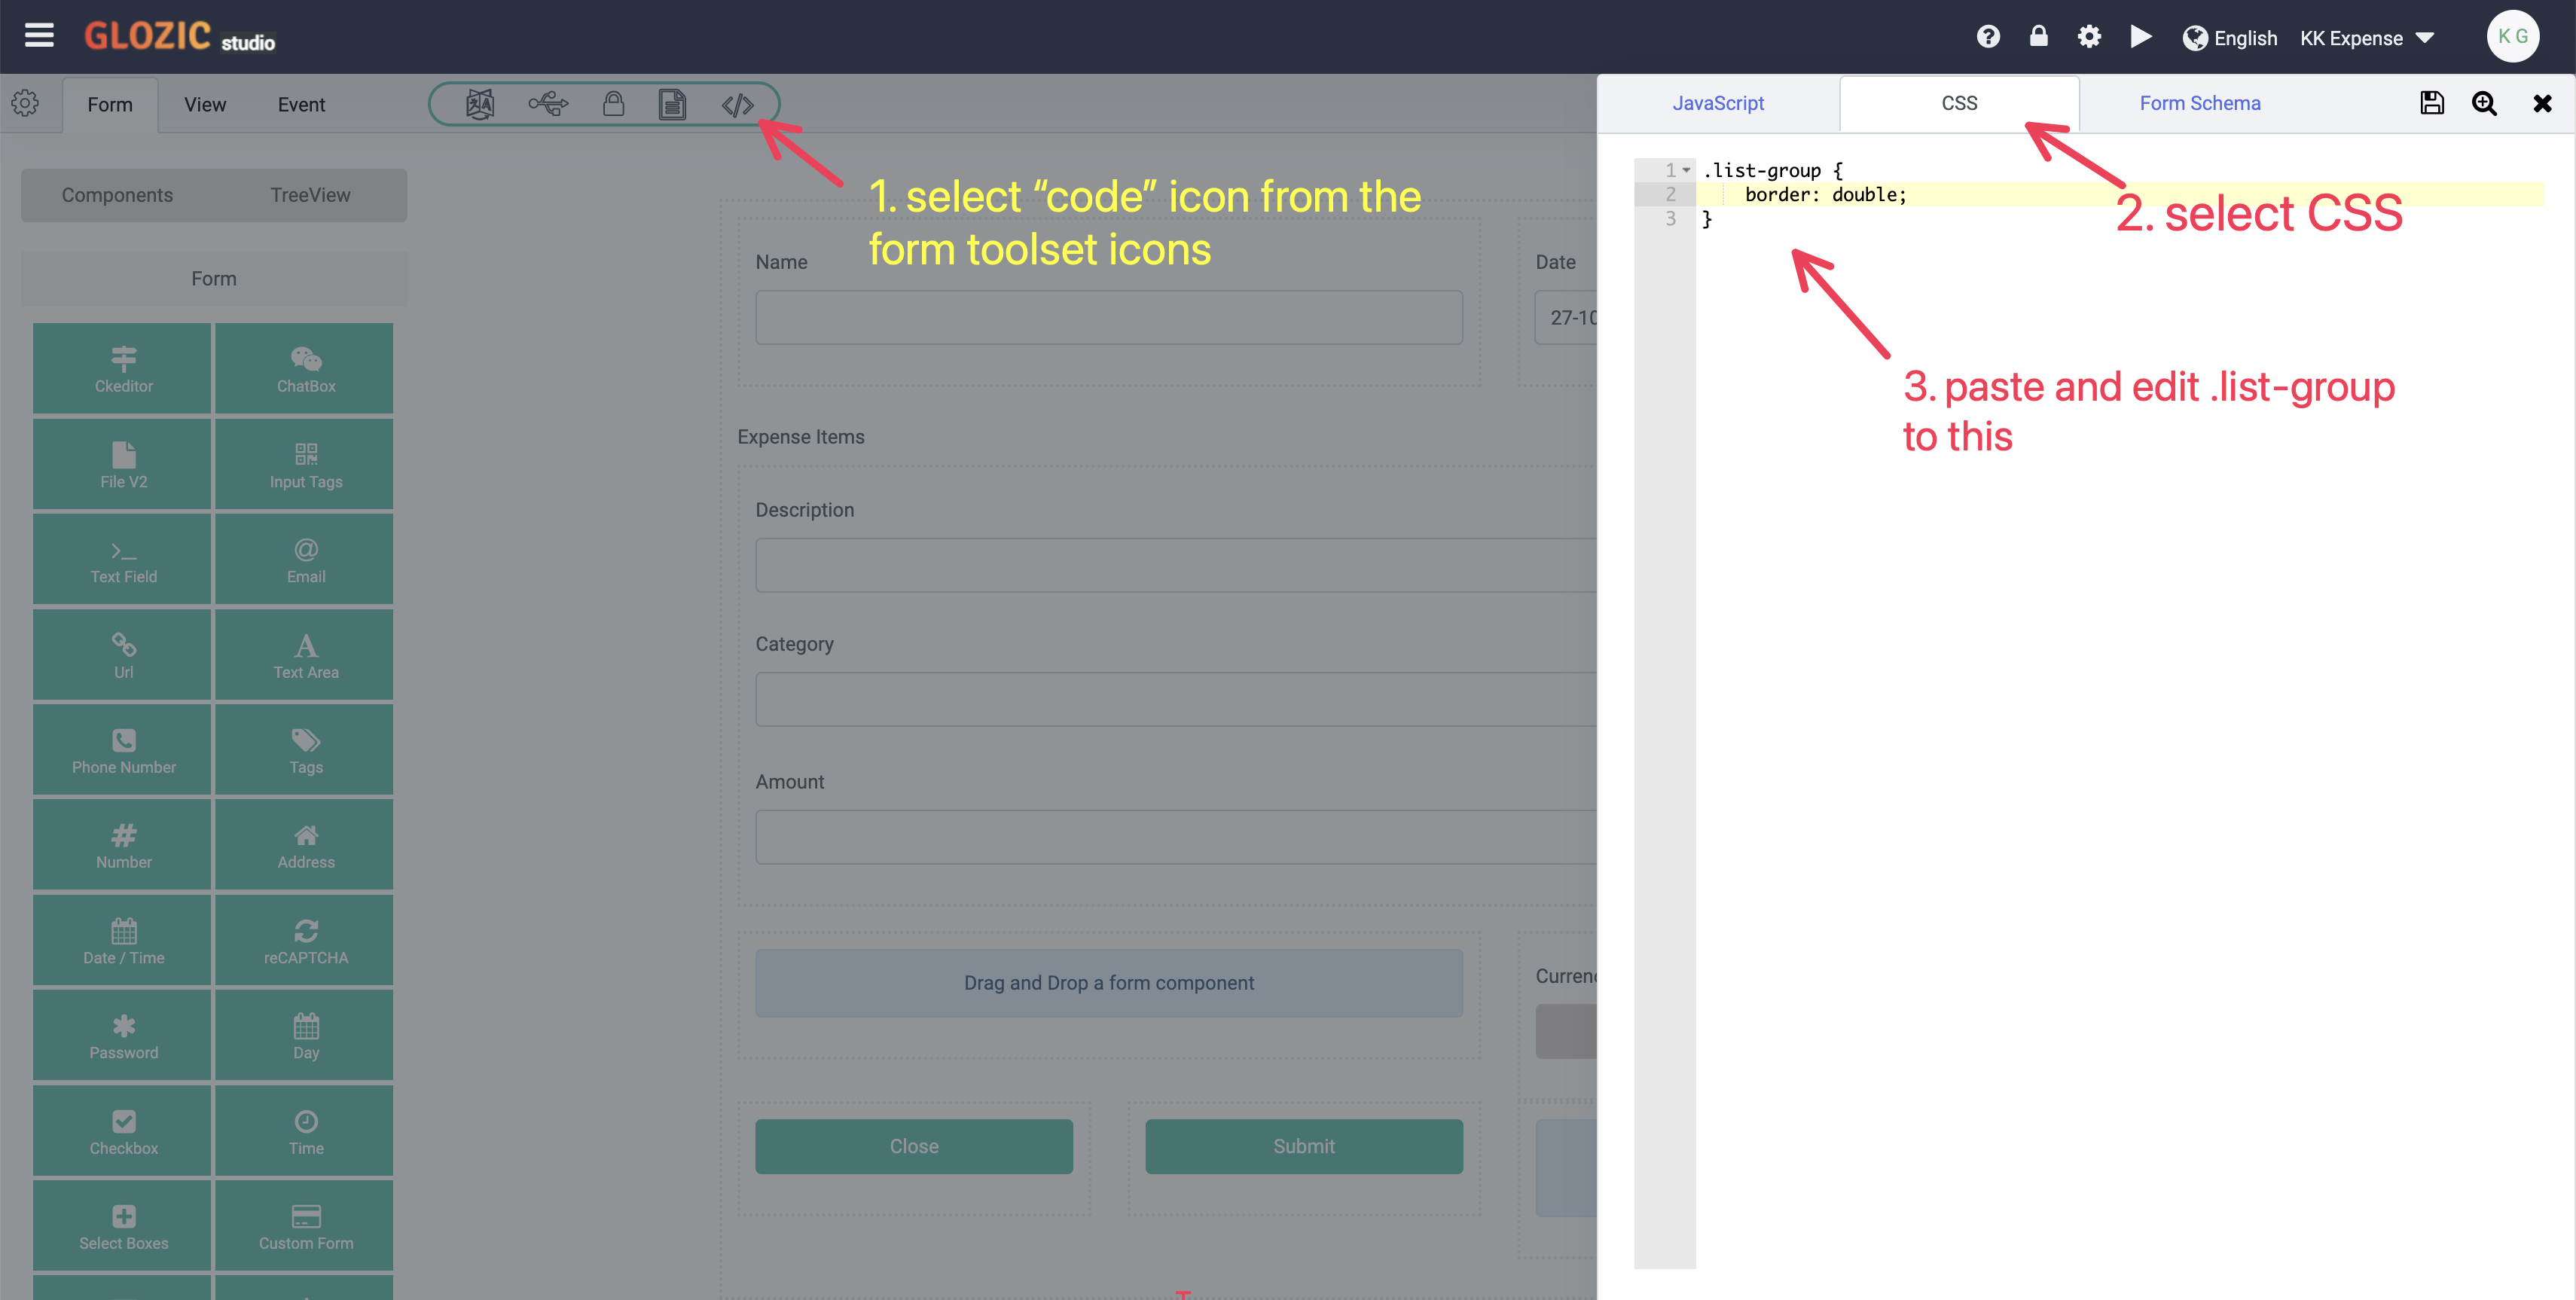 GLOZIC studio
English
KK Expense
K G
Form
View
Event
JavaScript
CSS
Form Schema
Components
TreeView
1. select “code” icon from the
form toolset icons
1
.list-group {
2
border: double;
3
}
2. select CSS
3. paste and edit .list-group
to this
Form
Ckeditor
ChatBox
File V2
Input Tags
Text Field
Email
Url
Text Area
Phone Number
Tags
Number
Address
Date / Time
reCAPTCHA
Password
Day
Checkbox
Time
Select Boxes
Custom Form
Name
Date
27-10
Expense Items
Description
Category
Amount
Drag and Drop a form component
Currenc
Close
Submit